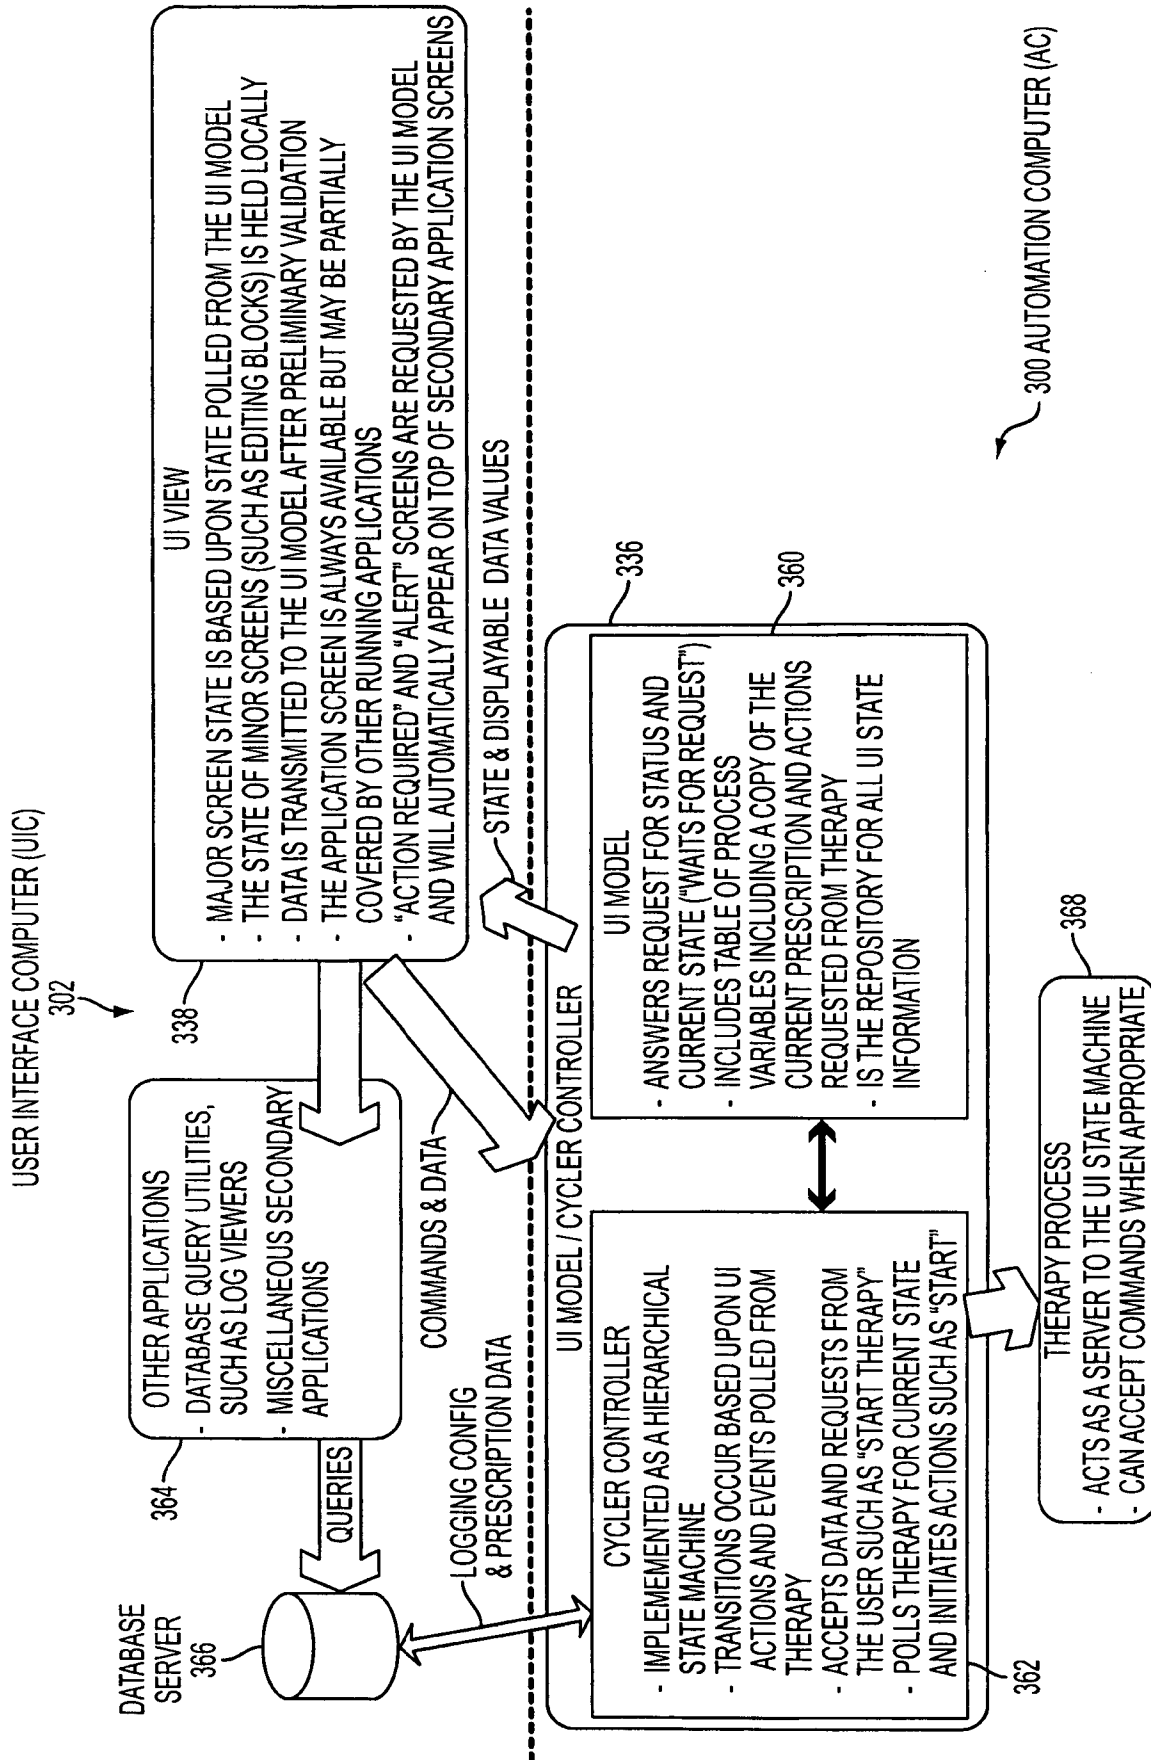 USER INTERFACE COMPUTER (UIC)
302
DATABASE
SERVER
366
QUERIES
364
OTHER APPLICATIONS
- DATABASE QUERY UTILITIES,
SUCH AS LOG VIEWERS
- MISCELLANEOUS SECONDARY
APPLICATIONS
338
UI VIEW
- MAJOR SCREEN STATE IS BASED UPON STATE POLLED FROM THE UI MODEL
- THE STATE OF MINOR SCREENS (SUCH AS EDITING BLOCKS) IS HELD LOCALLY
- DATA IS TRANSMITTED TO THE UI MODEL AFTER PRELIMINARY VALIDATION
- THE APPLICATION SCREEN IS ALWAYS AVAILABLE BUT MAY BE PARTIALLY
COVERED BY OTHER RUNNING APPLICATIONS
- "ACTION REQUIRED" AND "ALERT" SCREENS ARE REQUESTED BY THE UI MODEL
AND WILL AUTOMATICALLY APPEAR ON TOP OF SECONDARY APPLICATION SCREENS
LOGGING CONFIG
& PRESCRIPTION DATA
COMMANDS & DATA
STATE & DISPLAYABLE DATA VALUES
UI MODEL / CYCLER CONTROLLER
336
CYCLER CONTROLLER
- IMPLEMEMENTED AS A HIERARCHICAL
STATE MACHINE
- TRANSITIONS OCCUR BASED UPON UI
ACTIONS AND EVENTS POLLED FROM
THERAPY
- ACCEPTS DATA AND REQUESTS FROM
THE USER SUCH AS "START THERAPY"
- POLLS THERAPY FOR CURRENT STATE
AND INITIATES ACTIONS SUCH AS "START"
362
UI MODEL
- ANSWERS REQUEST FOR STATUS AND
CURRENT STATE ("WAITS FOR REQUEST")
- INCLUDES TABLE OF PROCESS
VARIABLES INCLUDING A COPY OF THE
CURRENT PRESCRIPTION AND ACTIONS
REQUESTED FROM THERAPY
- IS THE REPOSITORY FOR ALL UI STATE
INFORMATION
360
THERAPY PROCESS
- ACTS AS A SERVER TO THE UI STATE MACHINE
- CAN ACCEPT COMMANDS WHEN APPROPRIATE
368
300 AUTOMATION COMPUTER (AC)